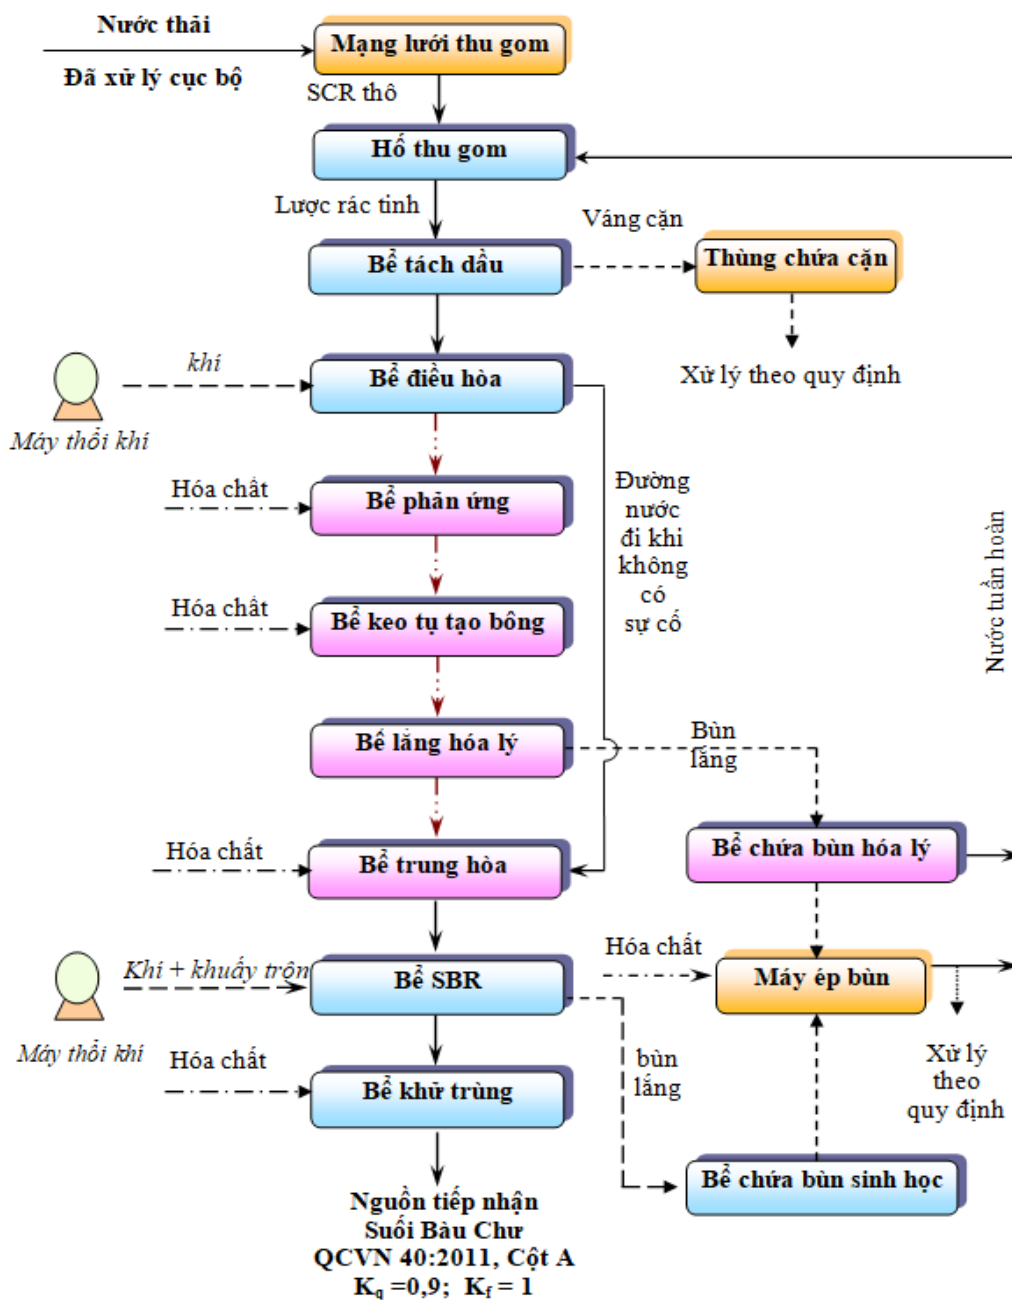 Nước thải
Đã xử lý cục bộ
Mạng lưới thu gom
SCR thô
Hố thu gom
Lược rác tinh
Bể tách dầu
Váng cặn
Thùng chứa cặn
Xử lý theo quy định
khí
Máy thổi khí
Bể điều hòa
Hóa chất
Bể phản ứng
Đường
nước
đi khi
không
có
sự cố
Nước tuần hoàn
Hóa chất
Bể keo tụ tạo bông
Bể lắng hóa lý
Bùn
lắng
Hóa chất
Bể trung hòa
Bể chứa bùn hóa lý
Khí + khuấy trộn
Máy thổi khí
Bể SBR
Hóa chất
Máy ép bùn
Xử lý
theo
quy định
Hóa chất
Bể khử trùng
bùn
lắng
Bể chứa bùn sinh học
Nguồn tiếp nhận
Suối Bàu Chư
QCVN 40:2011, Cột A
Kq =0,9; Kf = 1